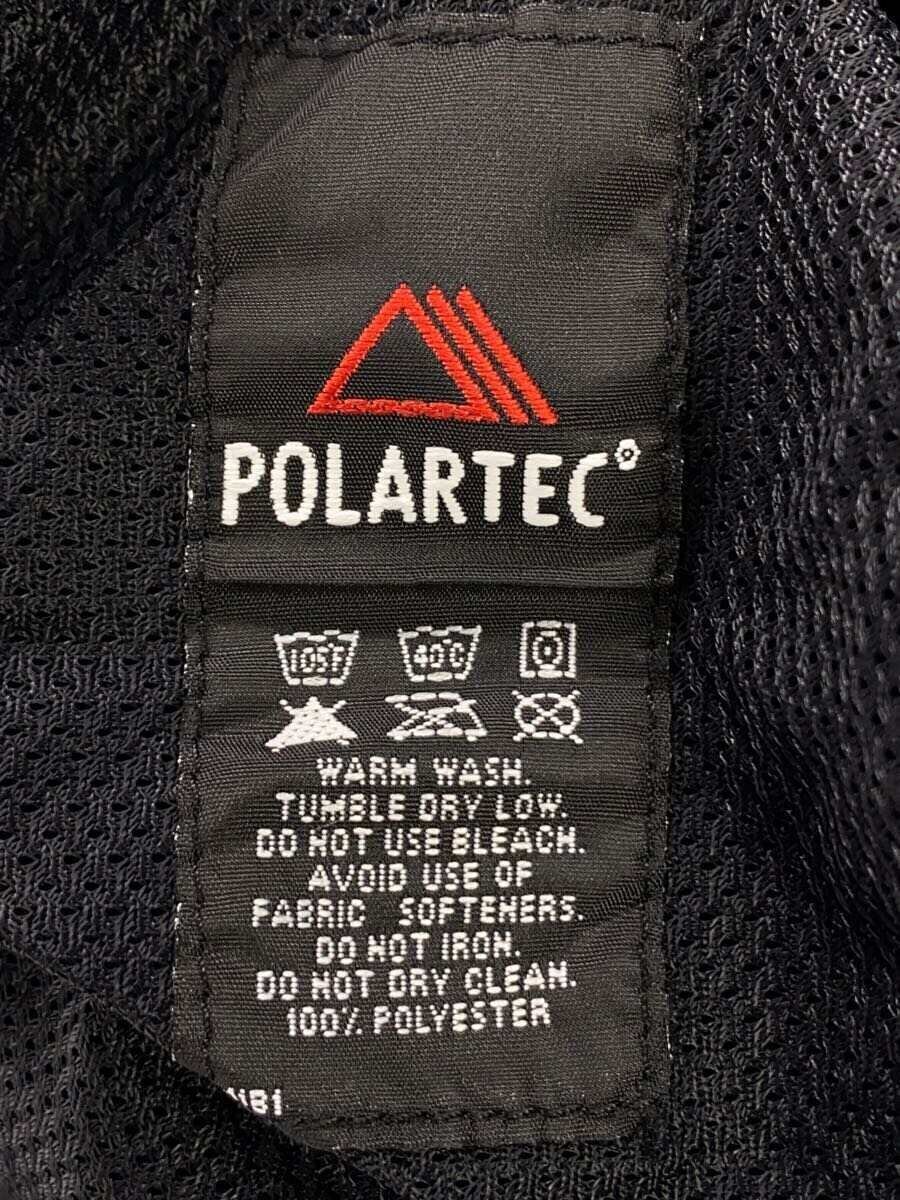 POLARTEC®
105F 40°C
WARM WASH.
TUMBLE DRY LOW.
DO NOT USE BLEACH.
AVOID USE OF
FABRIC SOFTENERS.
DO NOT IRON.
DO NOT DRY CLEAN.
100% POLYESTER